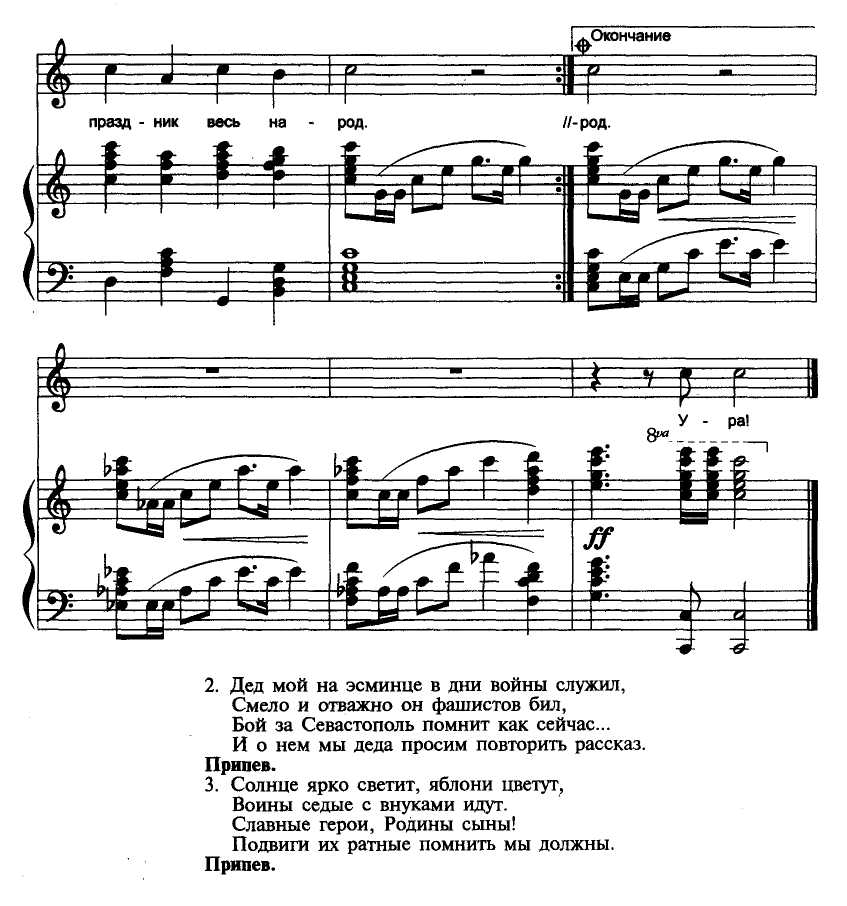 Окончание
празд - ник весь на - род. //-род.
У - ра!
8va
ff
2. Дед мой на эсминце в дни войны служил,
Смело и отважно он фашистов бил,
Бой за Севастополь помнит как сейчас...
И о нем мы деда просим повторить рассказ.
Припев.
3. Солнце ярко светит, яблони цветут,
Воины седые с внуками идут.
Славные герои, Родины сыны!
Подвиги их ратные помнить мы должны.
Припев.